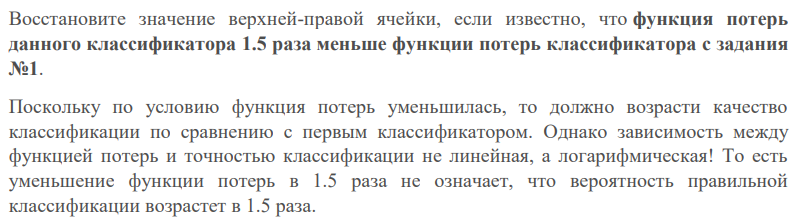 Восстановите значение верхней-правой ячейки, если известно, что функция потерь
данного классификатора 1.5 раза меньше функции потерь классификатора с задания
№1.
Поскольку по условию функция потерь уменьшилась, то должно возрасти качество
классификации по сравнению с первым классификатором. Однако зависимость между
функцией потерь и точностью классификации не линейная, а логарифмическая! То есть
уменьшение функции потерь в 1.5 раза не означает, что вероятность правильной
классификации возрастет в 1.5 раза.